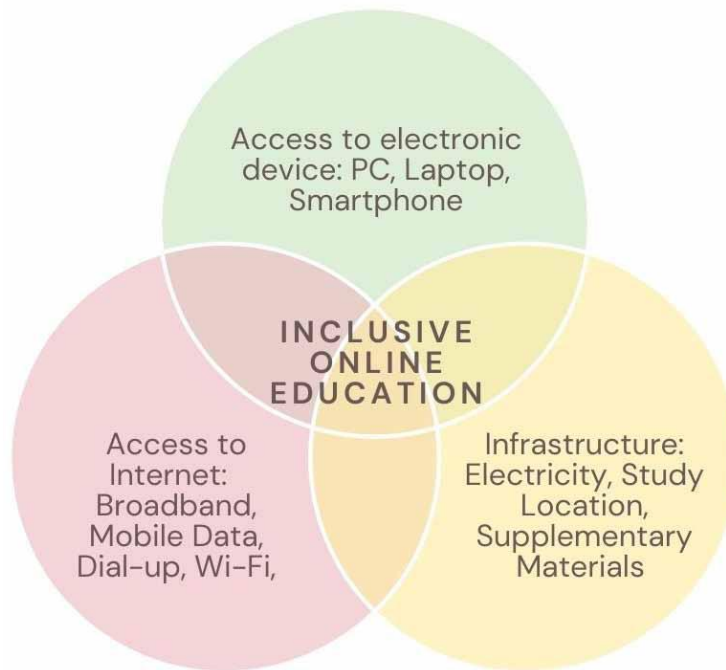 Access to electronic
device: PC, Laptop,
Smartphone
INCLUSIVE
ONLINE
EDUCATION
Access to
Internet:
Broadband,
Mobile Data,
Dial-up, Wi-Fi,
Infrastructure:
Electricity, Study
Location,
Supplementary
Materials